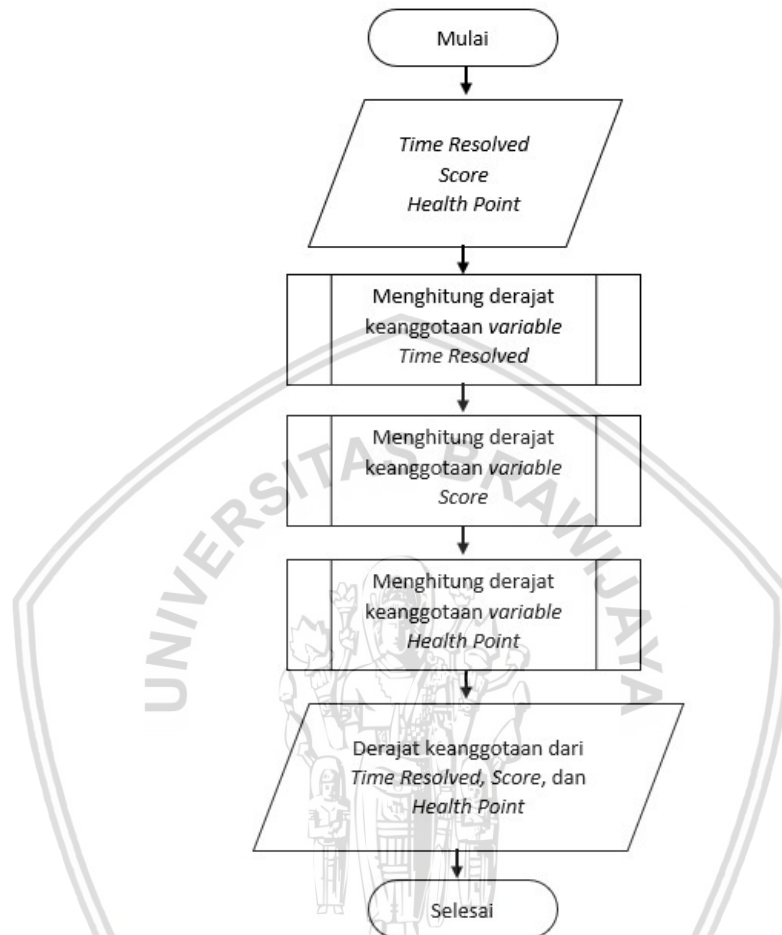 Mulai
Time Resolved
Score
Health Point
Menghitung derajat
keanggotaan variable
Time Resolved
UNIVERSITAS BRAWIJAYA
Menghitung derajat
keanggotaan variable
Score
Menghitung derajat
keanggotaan variable
Health Point
Derajat keanggotaan dari
Time Resolved, Score, dan
Health Point
Selesai